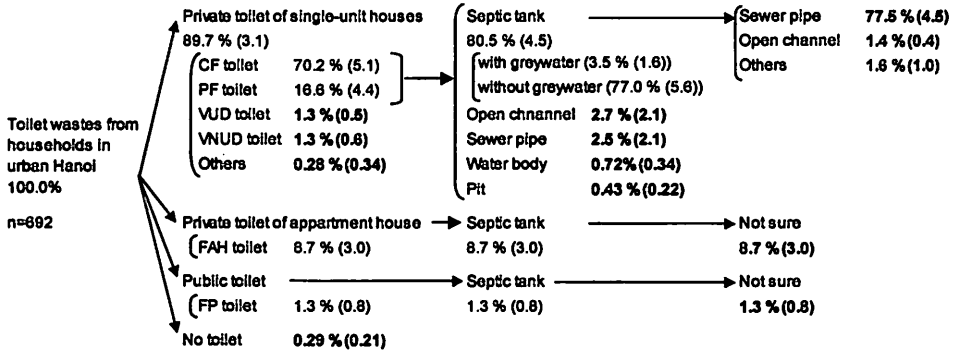 Private toilet of single-unit houses
89.7 % (3.1)
CF toilet 70.2 % (5.1)
PF toilet 16.6 % (4.4)
VUD toilet 1.3 % (0.5)
VNUD toilet 1.3 % (0.6)
Others 0.28 % (0.34)
Septic tank
80.5 % (4.5)
with greywater (3.5 % (1.6))
without greywater (77.0 % (5.6))
Open chnannel 2.7 % (2.1)
Sewer pipe 2.5 % (2.1)
Water body 0.72% (0.34)
Pit 0.43 % (0.22)
Sewer pipe 77.5 % (4.5)
Open channel 1.4 % (0.4)
Others 1.6 % (1.0)
Toilet wastes from
households in
urban Hanoi
100.0%
n=692
Private toilet of appartment house Septic tank Not sure
FAH toilet 8.7 % (3.0) 8.7 % (3.0) 8.7 % (3.0)
Public toilet Septic tank Not sure
FP toilet 1.3 % (0.8) 1.3 % (0.8) 1.3 % (0.8)
No toilet 0.29 % (0.21)